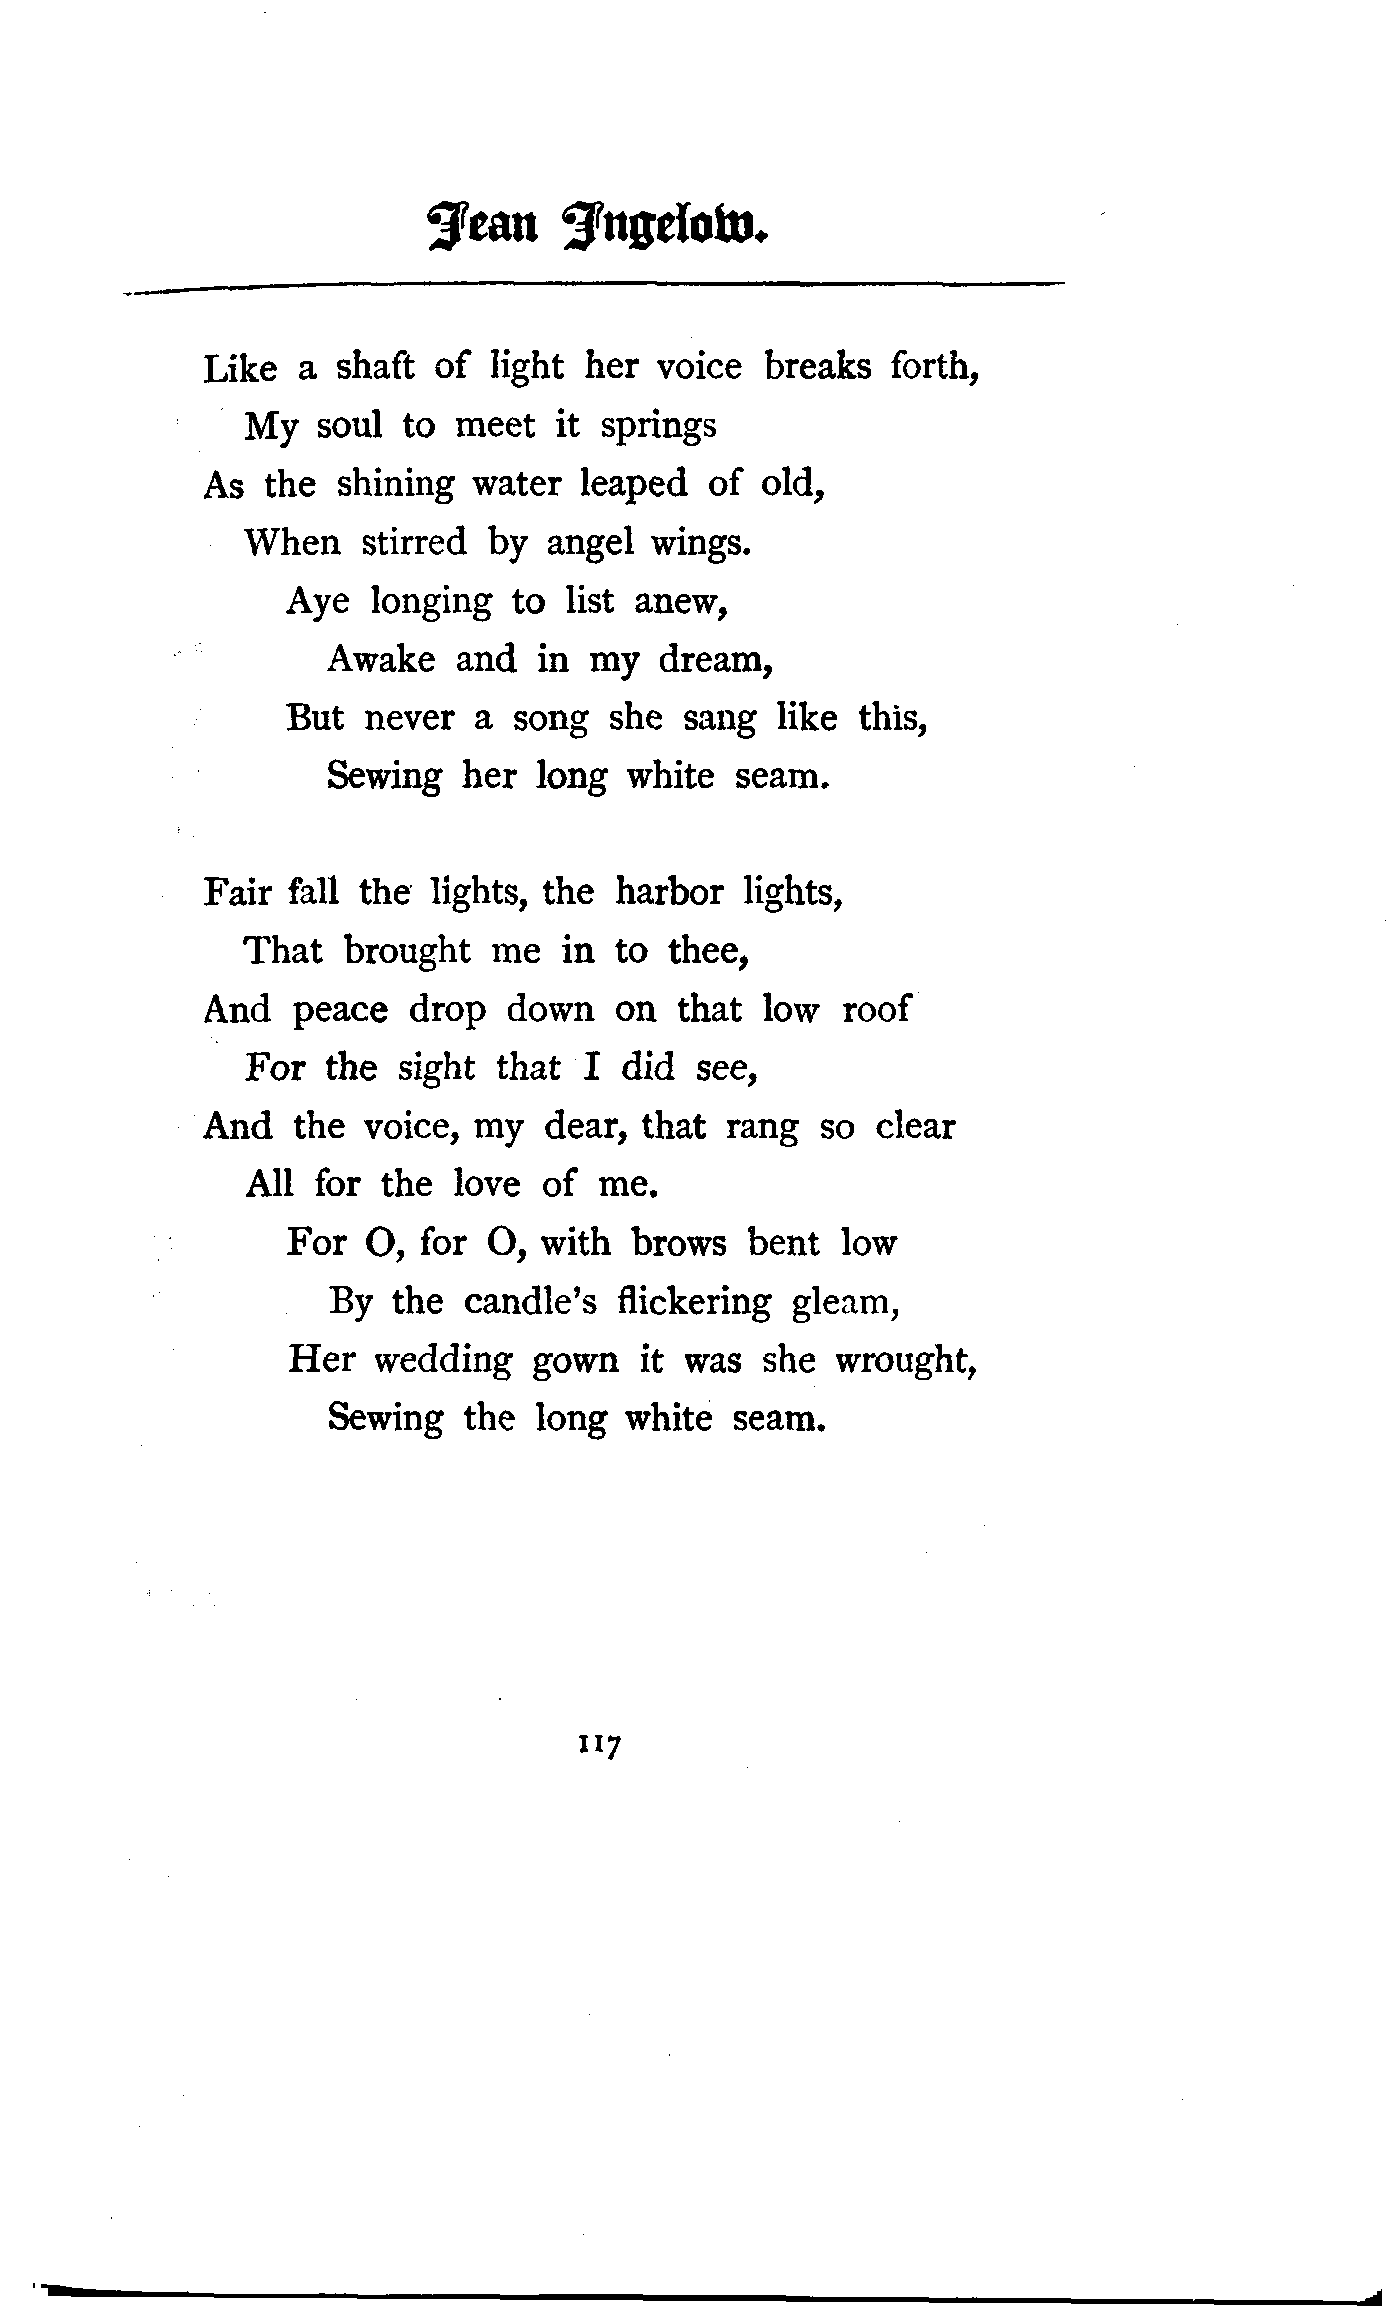 Jean Ingelow.
Like a shaft of light her voice breaks forth,
My soul to meet it springs
As the shining water leaped of old,
When stirred by angel wings.
Aye longing to list anew,
Awake and in my dream,
But never a song she sang like this,
Sewing her long white seam.
Fair fall the lights, the harbor lights,
That brought me in to thee,
And peace drop down on that low roof
For the sight that I did see,
And the voice, my dear, that rang so clear
All for the love of me.
For O, for O, with brows bent low
By the candle's flickering gleam,
Her wedding gown it was she wrought,
Sewing the long white seam.
117